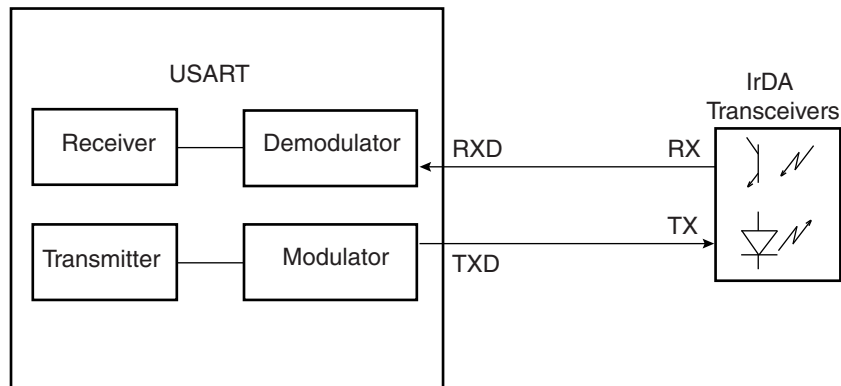 USART
IrDA
Transceivers
Receiver
Demodulator
RXD
RX
Transmitter
Modulator
TXD
TX